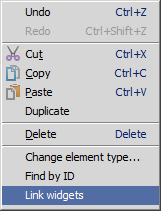 Undo Ctrl+Z
Redo Ctrl+Shift+Z
Cut Ctrl+X
Copy Ctrl+C
Paste Ctrl+V
Duplicate
Delete Delete
Change element type...
Find by ID
Link widgets